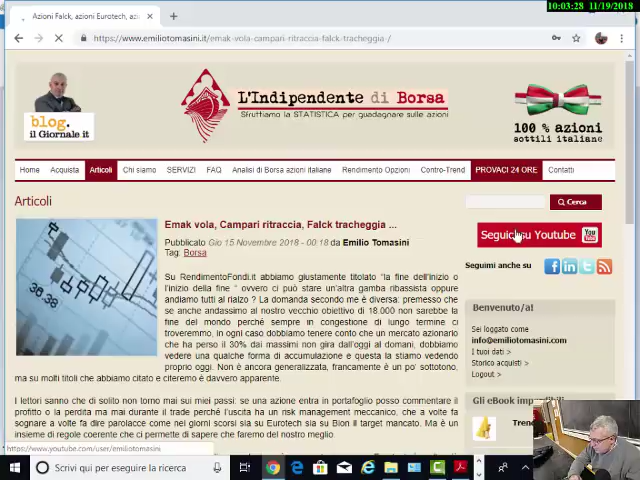 10:03:28 11/19/2018
Azioni Falck, azioni Eurotech, azi
https://www.emiliotomasini.it/emak-vola-campari-ritraccia-falck-tracheggia-/
blog.
il Giornale it
L'Indipendente di Borsa
Sfruttiamo la STATISTICA per guadagnare sulle azioni
100 % azioni
sottili italiane
Home Acquista Articoli Chi siamo SERVIZI FAQ Analisi di Borsa azioni italiane Rendimento Opzioni Contro-Trend PROVACI 24 ORE Contatti
Articoli
Cerca
Emak vola, Campari ritraccia, Falck tracheggia ...
Pubblicato Gio 15 Novembre 2018 - 00:18 da Emilio Tomasini
Tag: Borsa
Su RendimentoFondi.it abbiamo giustamente titolato "la fine dell'inizio o
l'inizio della fine " ovvero ci può stare un'altra gamba ribassista oppure
andiamo tutti al rialzo ? La domanda secondo me è diversa: premesso che
se anche andassimo al nostro vecchio obiettivo di 18.000 non sarebbe la
fine del mondo perché sempre in congestione di lungo termine ci
troveremmo, in ogni caso dobbiamo tenere conto che un mercato azionario
che ha perso il 30% dai massimi non gira dall'oggi al domani, dobbiamo
vedere una qualche forma di accumulazione e questa la stiamo vedendo
proprio oggi. Non è ancora generalizzata, francamente è un po' sottotono,
ma su molti titoli che abbiamo citato e citeremo è davvero apparente.
I lettori sanno che di solito non torno mai sui miei passi: se una azione entra in portafoglio posso commentare il
profitto o la perdita ma mai durante il trade perché l'uscita ha un risk management meccanico, che a volte fa
sognare a volte fa dire parolacce come nei giorni scorsi sia su Eurotech sia su Bion il target mancato. Ma è un
insieme di regole coerente che ci permette di sapere che faremo del nostro meglio.
Seguici su Youtube You Tube
Seguimi anche su
Benvenuto/a!
Sei loggato come
info@emiliotomasini.com
I tuoi dati >
Storico acquisti >
Logout >
Gli eBook
Tren
https://www.youtube.com/user/emiliotomasini
Scrivi qui per eseguire la ricerca